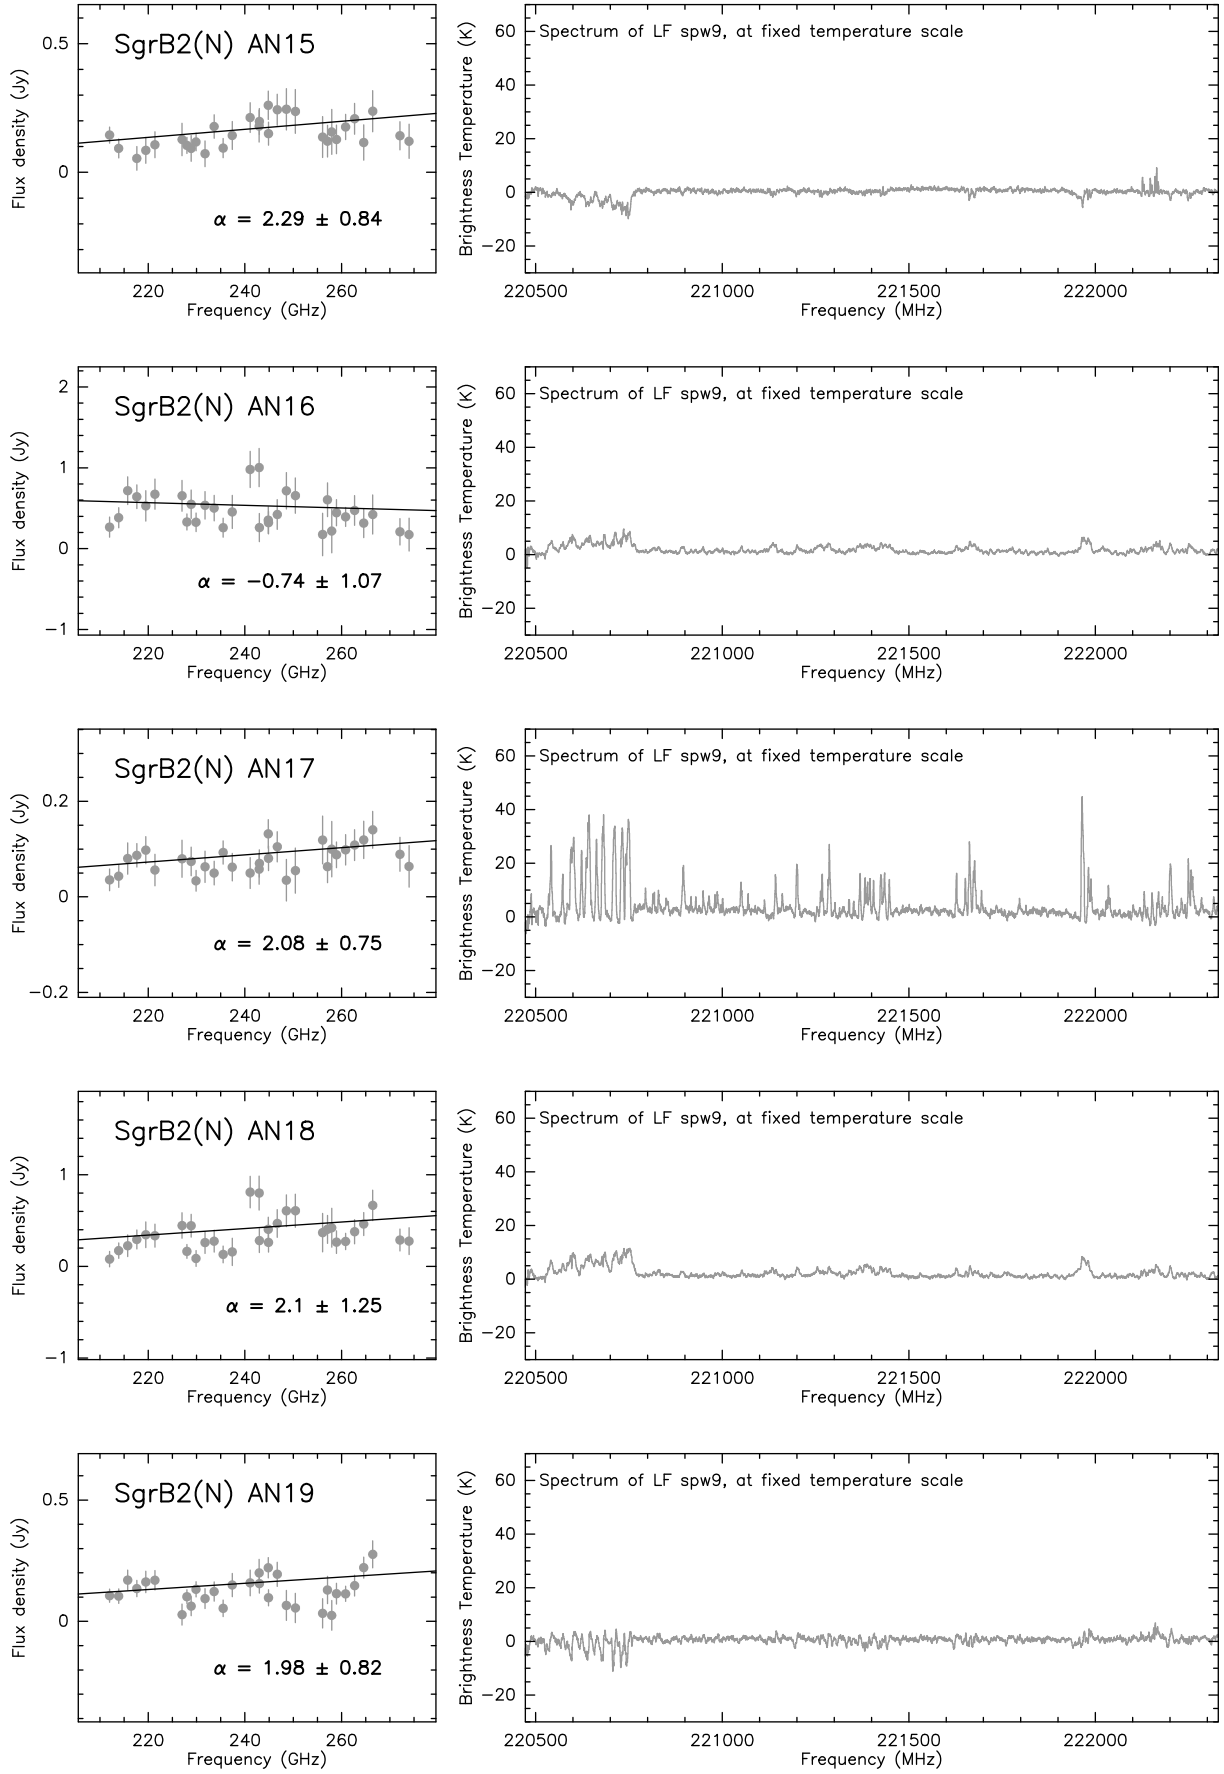 SgrB2(N) AN15
Flux density (Jy)
0.5
0
α = 2.29 ± 0.84
220 240 260
Frequency (GHz)
Spectrum of LF spw9, at fixed temperature scale
Brightness Temperature (K)
60
40
20
0
−20
220500 221000 221500 222000
Frequency (MHz)
SgrB2(N) AN16
Flux density (Jy)
2
1
0
−1
α = −0.74 ± 1.07
220 240 260
Frequency (GHz)
Spectrum of LF spw9, at fixed temperature scale
Brightness Temperature (K)
60
40
20
0
−20
220500 221000 221500 222000
Frequency (MHz)
SgrB2(N) AN17
Flux density (Jy)
0.2
0
−0.2
α = 2.08 ± 0.75
220 240 260
Frequency (GHz)
Spectrum of LF spw9, at fixed temperature scale
Brightness Temperature (K)
60
40
20
0
−20
220500 221000 221500 222000
Frequency (MHz)
SgrB2(N) AN18
Flux density (Jy)
1
0
−1
α = 2.1 ± 1.25
220 240 260
Frequency (GHz)
Spectrum of LF spw9, at fixed temperature scale
Brightness Temperature (K)
60
40
20
0
−20
220500 221000 221500 222000
Frequency (MHz)
SgrB2(N) AN19
Flux density (Jy)
0.5
0
α = 1.98 ± 0.82
220 240 260
Frequency (GHz)
Spectrum of LF spw9, at fixed temperature scale
Brightness Temperature (K)
60
40
20
0
−20
220500 221000 221500 222000
Frequency (MHz)